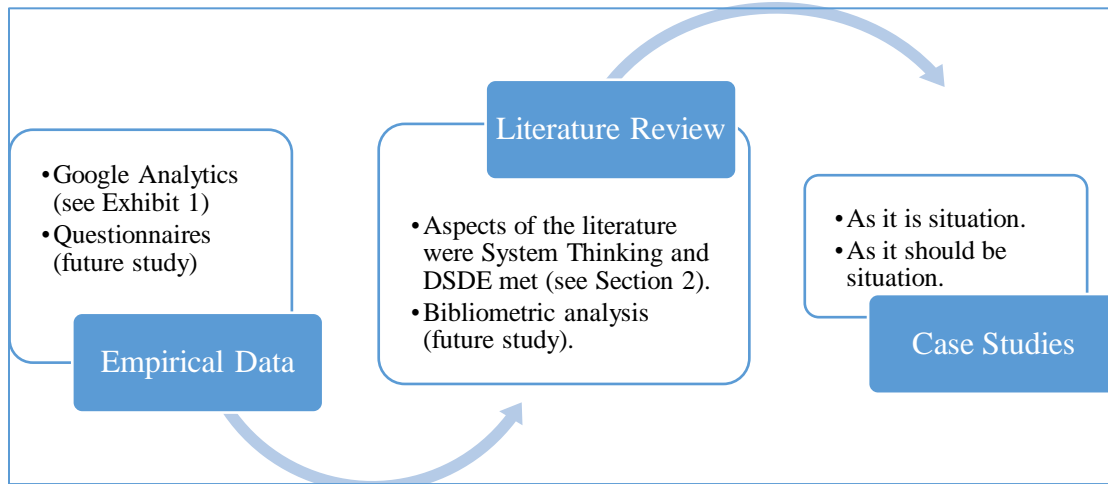 •Google Analytics
(see Exhibit 1)
•Questionnaires
(future study)
Empirical Data
Literature Review
•Aspects of the literature
were System Thinking and
DSDE met (see Section 2).
•Bibliometric analysis
(future study).
•As it is situation.
•As it should be
situation.
Case Studies